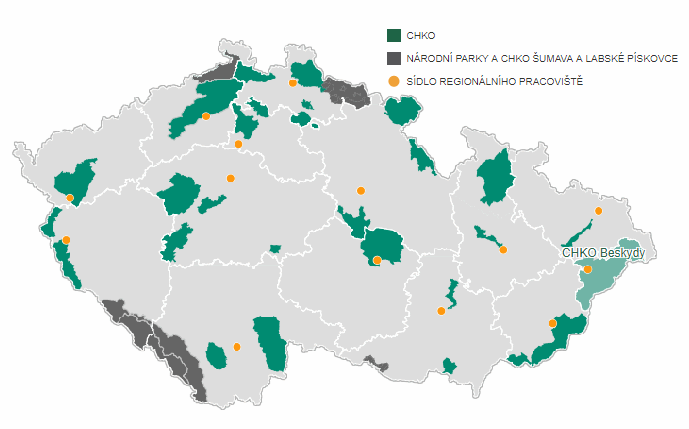 CHKO
NÁRODNÍ PARKY A CHKO ŠUMAVA A LABSKÉ PÍSKOVCE
SÍDLO REGIONÁLNÍHO PRACOVIŠTĚ
CHKO Beskydy